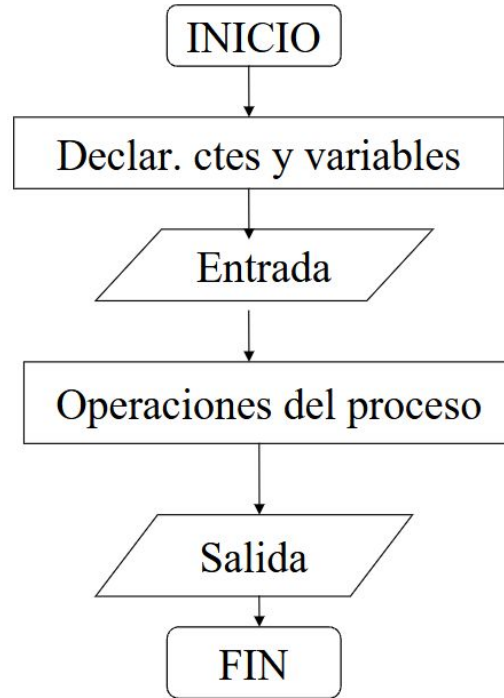 INICIO
Declar. ctes y variables
Entrada
Operaciones del proceso
Salida
FIN